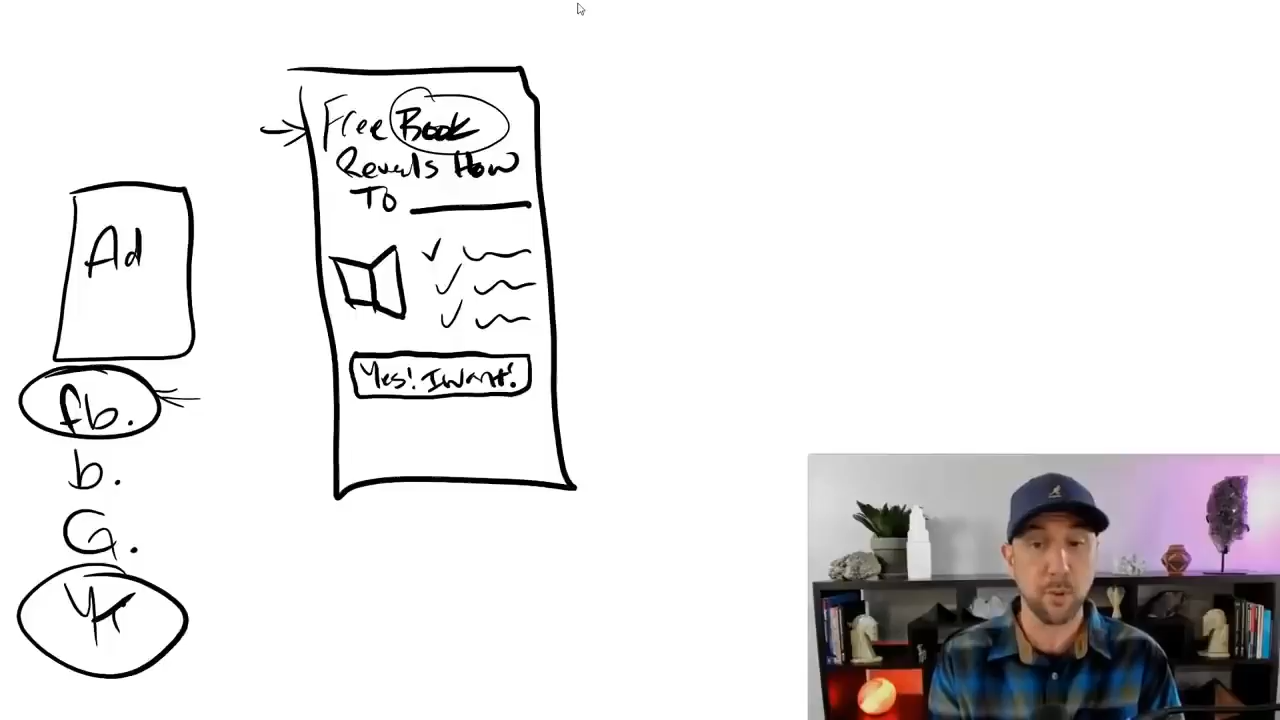 Ad
fb.
b.
G.
Yt
Free Book
Reveals How
To
Yes! I want!